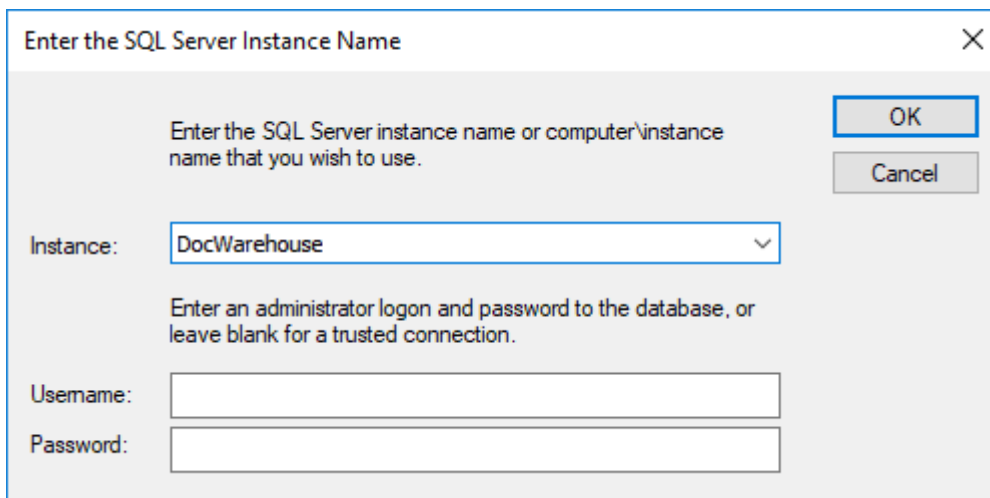 Enter the SQL Server Instance Name
Enter the SQL Server instance name or computer\instance
name that you wish to use.
OK
Cancel
Instance:
DocWarehouse
Enter an administrator logon and password to the database, or
leave blank for a trusted connection.
Username:
Password: